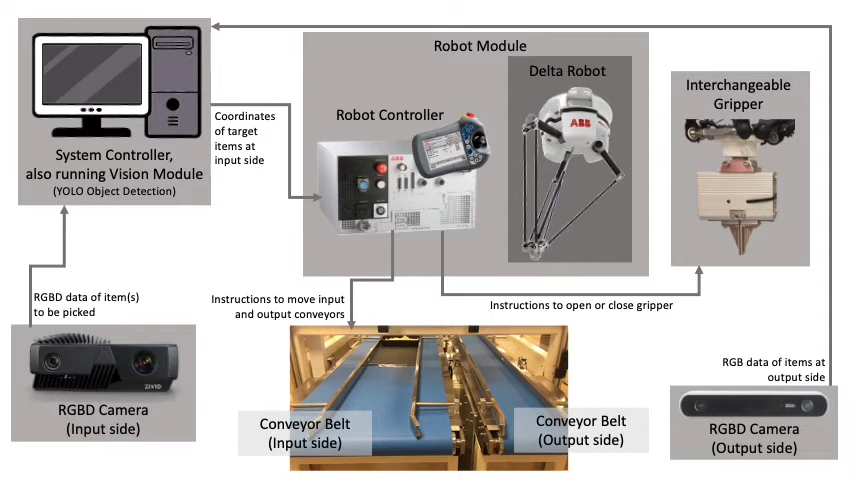 Robot Module
Delta Robot
ABB
Interchangeable
Gripper
Robot Controller
ABB
Coordinates
of target
items at
input side
System Controller,
also running Vision Module
(YOLO Object Detection)
RGBD data of item(s)
to be picked
Instructions to move input
and output conveyors
Instructions to open or close gripper
RGB data of items at
output side
ZIVID
RGBD Camera
(Input side)
Conveyor Belt
(Input side)
Conveyor Belt
(Output side)
RGBD Camera
(Output side)